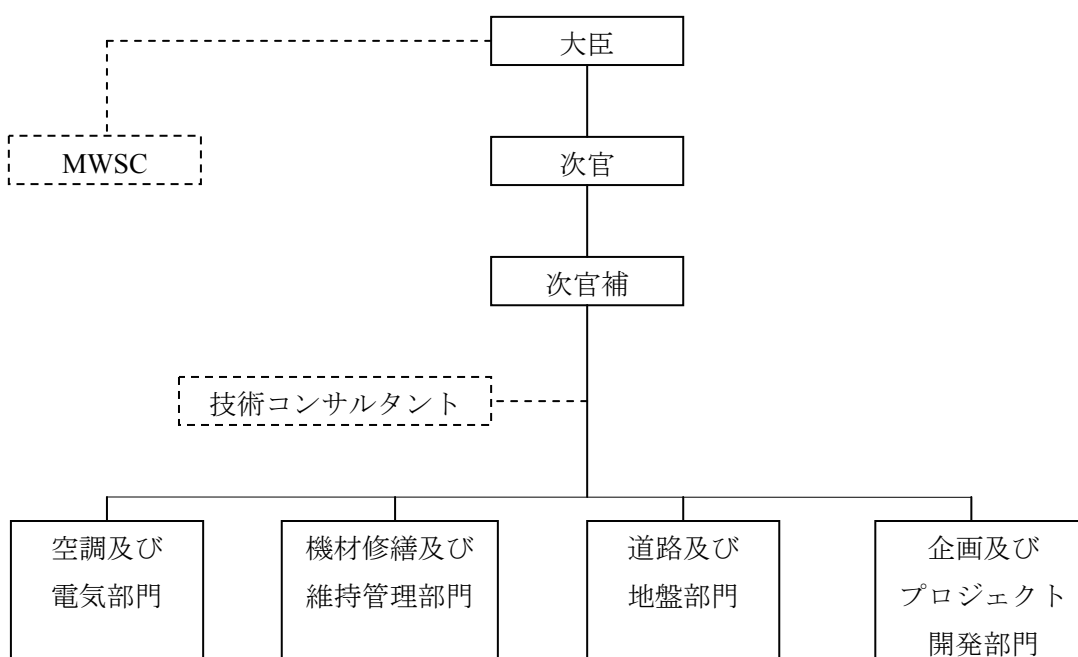 大臣
MWSC
次官
次官補
技術コンサルタント
空調及び
電気部門
機材修繕及び
維持管理部門
道路及び
地盤部門
企画及び
プロジェクト
開発部門